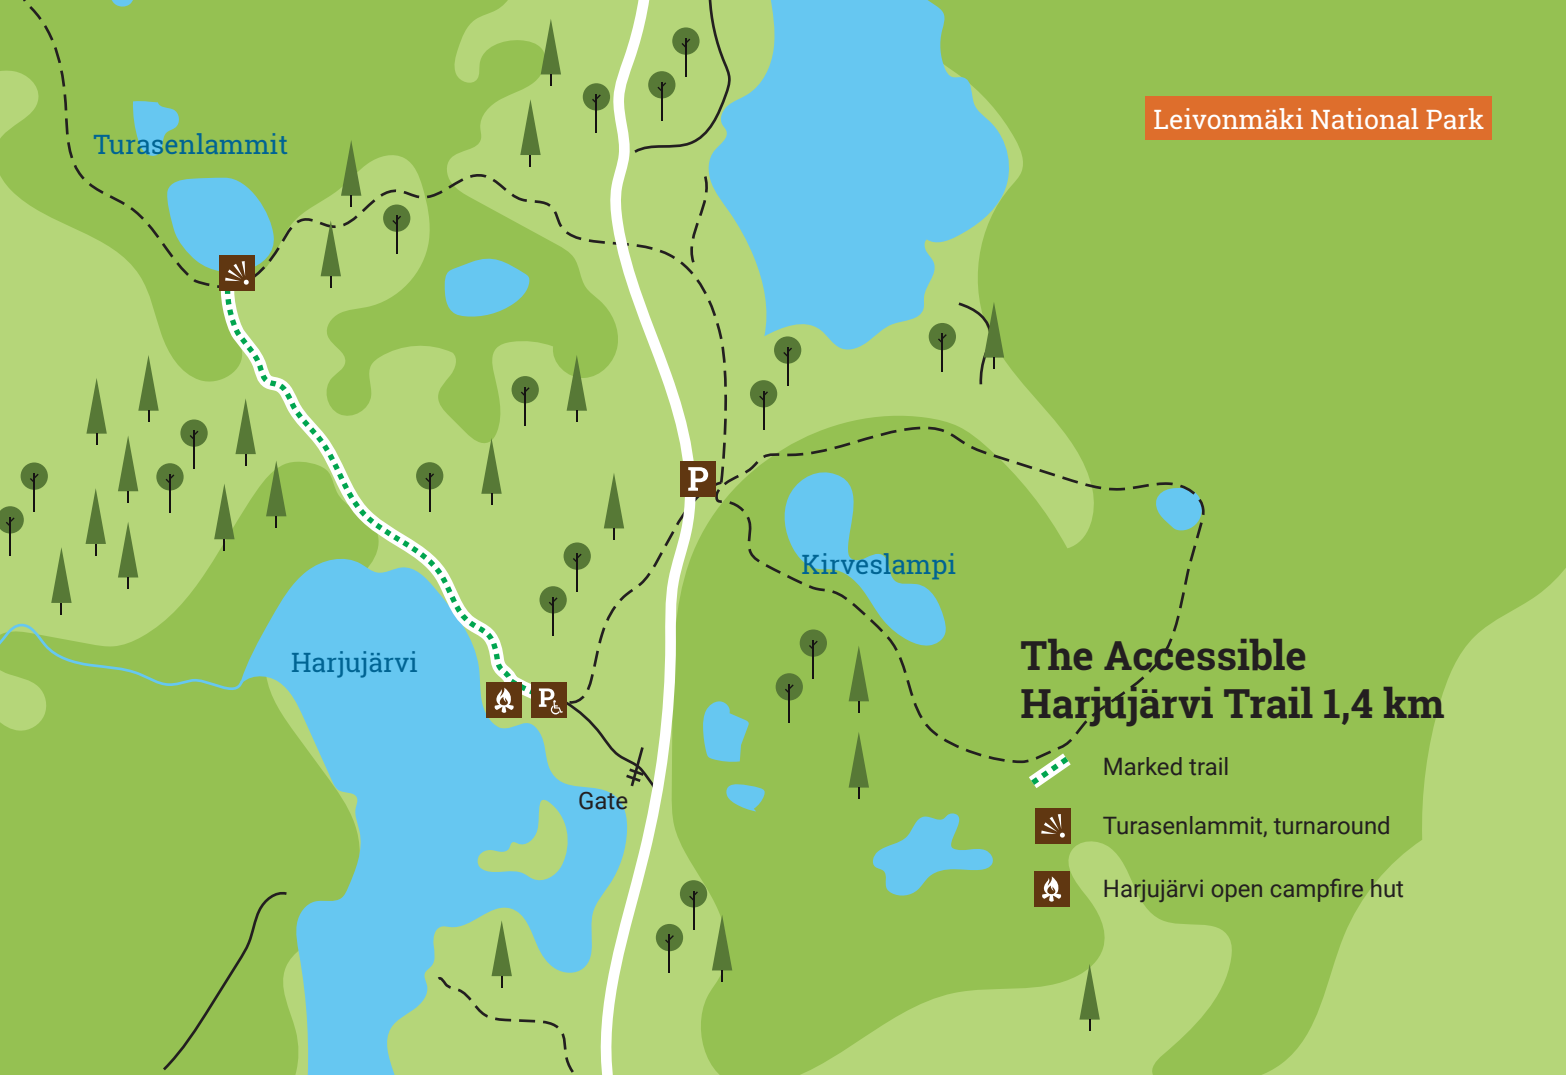 Leivonmäki National Park
Turasenlammit
P
Kirveslampi
Harjujärvi
P
Gate
The Accessible
Harjujärvi Trail 1,4 km
Marked trail
Turasenlammit, turnaround
Harjujärvi open campfire hut